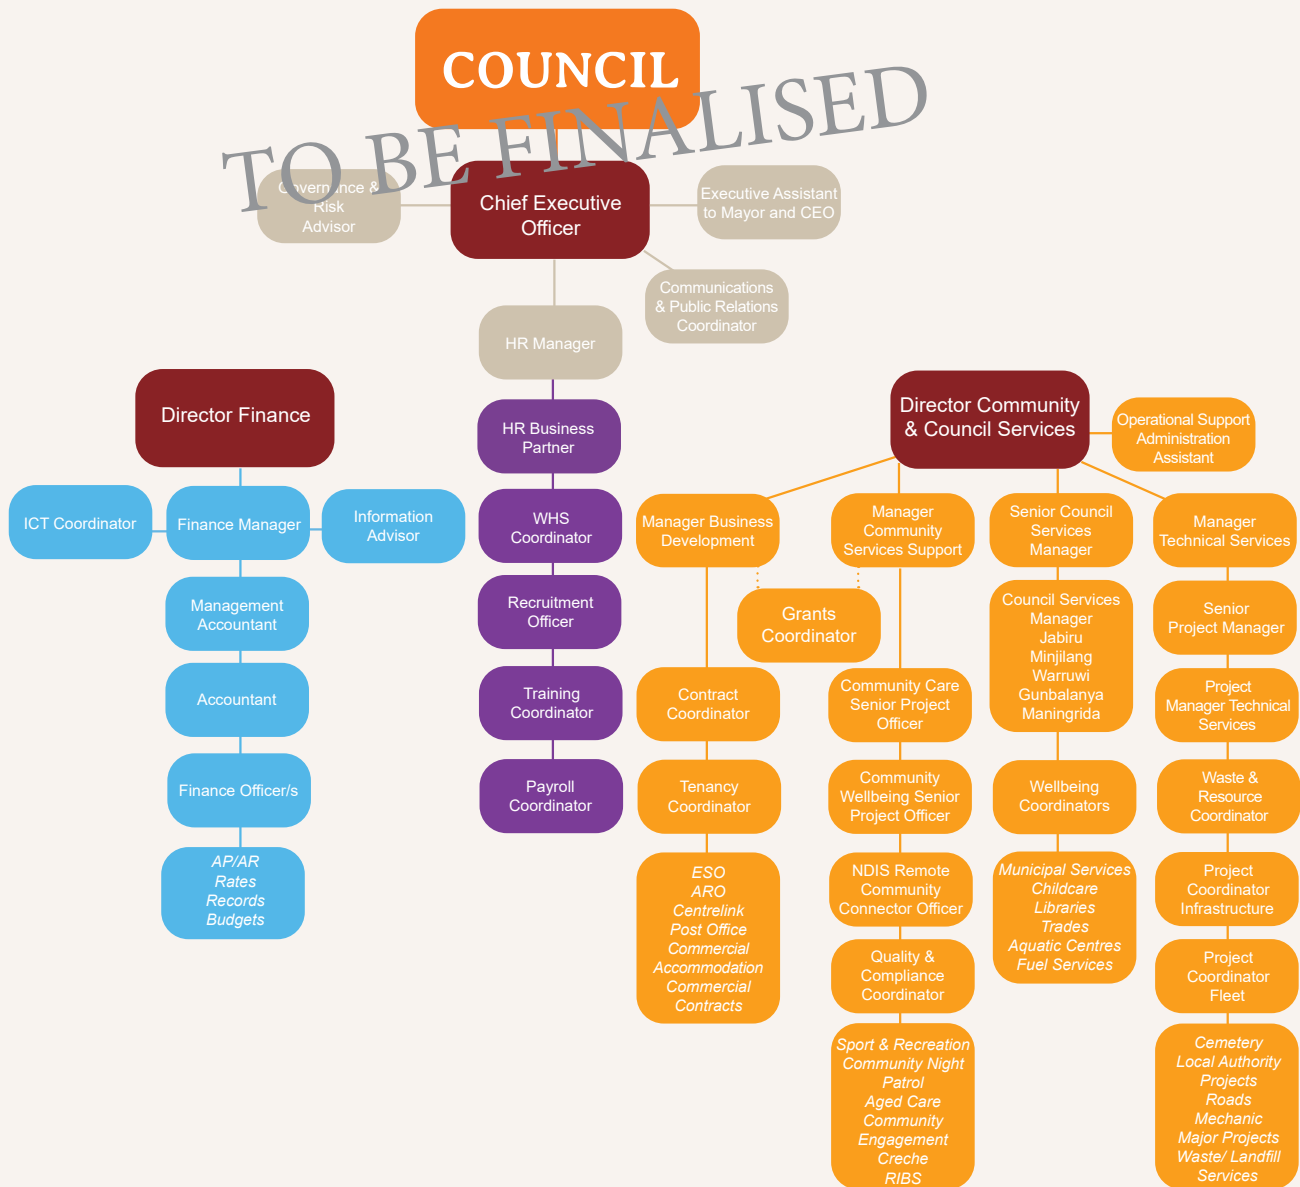 COUNCIL
TO BE FINALISED
Governance &
Risk
Advisor
Chief Executive
Officer
Executive Assistant
to Mayor and CEO
Communications
& Public Relations
Coordinator
HR Manager
Director Finance
ICT Coordinator
Finance Manager
Information
Advisor
Management
Accountant
Accountant
Finance Officer/s
AP/AR
Rates
Records
Budgets
HR Business
Partner
WHS
Coordinator
Recruitment
Officer
Training
Coordinator
Payroll
Coordinator
Director Community
& Council Services
Operational Support
Administration
Assistant
Manager Business
Development
Manager
Community
Services Support
Grants
Coordinator
Senior Council
Services
Manager
Manager
Technical Services
Contract
Coordinator
Tenancy
Coordinator
ESO
ARO
Centrelink
Post Office
Commercial
Accommodation
Commercial
Contracts
Community Care
Senior Project
Officer
Community
Wellbeing Senior
Project Officer
NDIS Remote
Community
Connector Officer
Quality &
Compliance
Coordinator
Sport & Recreation
Community Night
Patrol
Aged Care
Community
Engagement
Creche
RIBS
Council Services
Manager
Jabiru
Minjilang
Warruwi
Gunbalanya
Maningrida
Wellbeing
Coordinators
Municipal Services
Childcare
Libraries
Trades
Aquatic Centres
Fuel Services
Senior
Project Manager
Project
Manager Technical
Services
Waste &
Resource
Coordinator
Project
Coordinator
Infrastructure
Project
Coordinator
Fleet
Cemetery
Local Authority
Projects
Roads
Mechanic
Major Projects
Waste/ Landfill
Services